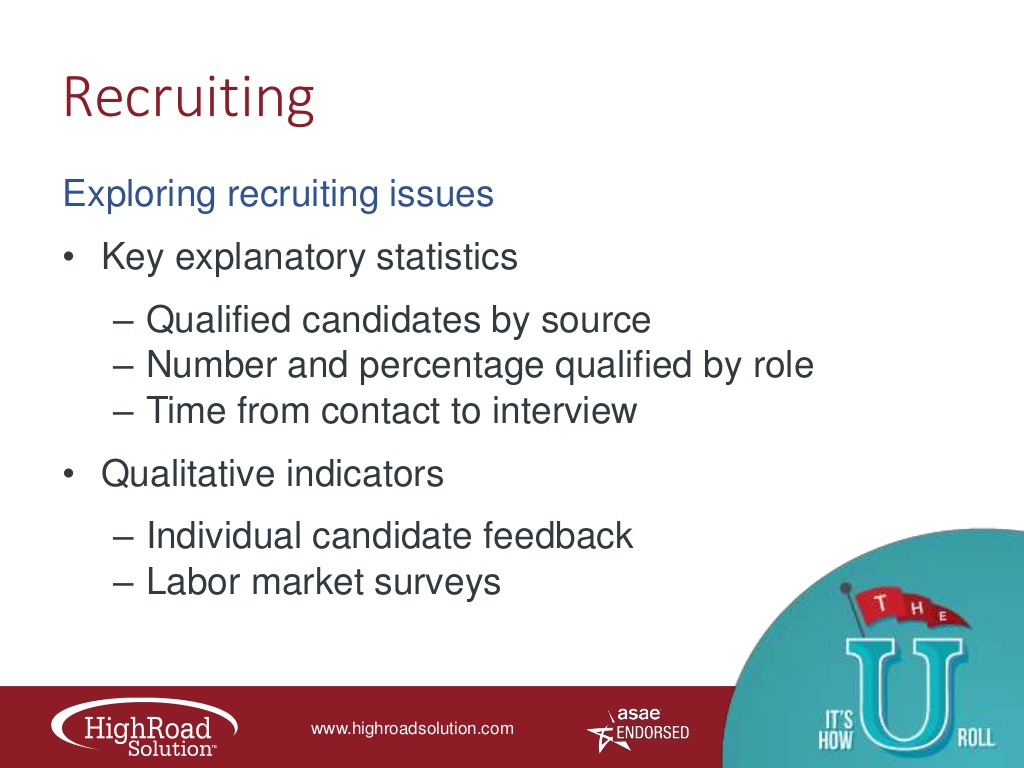 Recruiting
Exploring recruiting issues
• Key explanatory statistics
– Qualified candidates by source
– Number and percentage qualified by role
– Time from contact to interview
• Qualitative indicators
– Individual candidate feedback
– Labor market surveys
HighRoad
Solution™
www.highroadsolution.com
asae
ENDORSED
THE
U
IT'S
HOW
ROLL